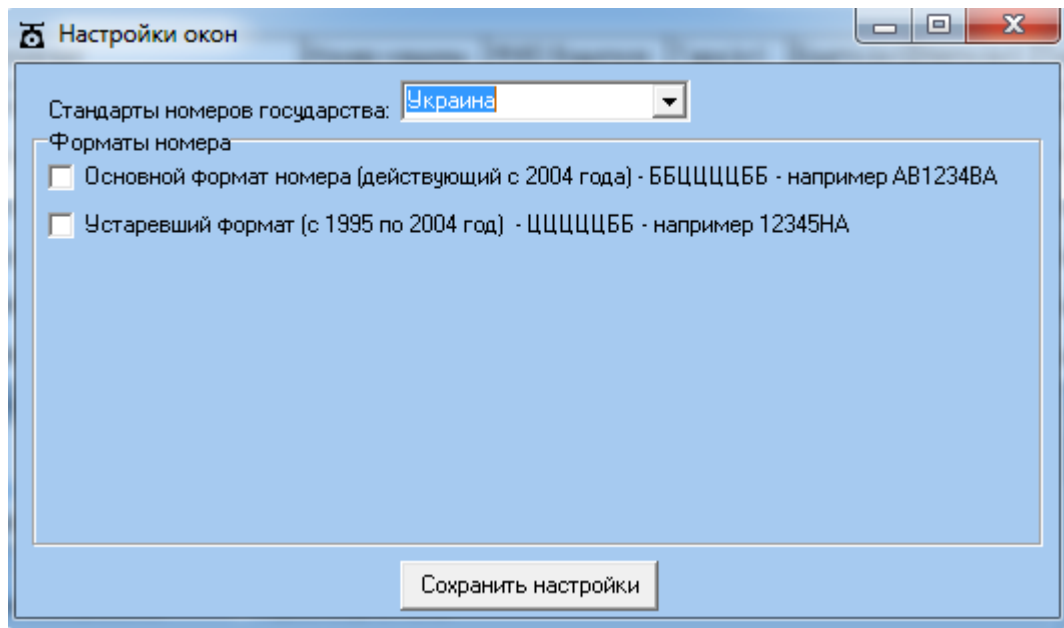 Настройки окон
Стандарты номеров государства: Украина
Форматы номера
Основной формат номера (действующий с 2004 года) - ББЦЦЦЦББ - например АВ1234ВА
Устаревший формат (с 1995 по 2004 год) - ЦЦЦЦЦББ - например 12345НА
Сохранить настройки